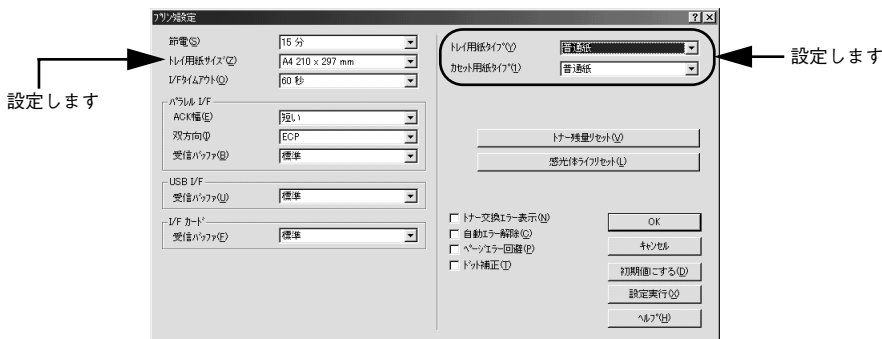 プリンタ設定
節電(S) 15 分
トレイ用紙サイズ(Z) A4 210 x 297 mm
I/Fタイムアウト(O) 60 秒
パラレル I/F
ACK幅(E) 短い
双方向(I) ECP
受信バッファ(B) 標準
USB I/F
受信バッファ(U) 標準
I/F カード
受信バッファ(F) 標準
トレイ用紙タイプ(Y) 普通紙
カセット用紙タイプ(1) 普通紙
トナー残量リセット(V)
感光体ライフリセット(L)
トナー交換エラー表示(N)
自動エラー解除(C)
ページエラー回避(P)
ドット補正(T)
OK
キャンセル
初期値にする(D)
設定実行(X)
ヘルプ(H)
設定します
設定します